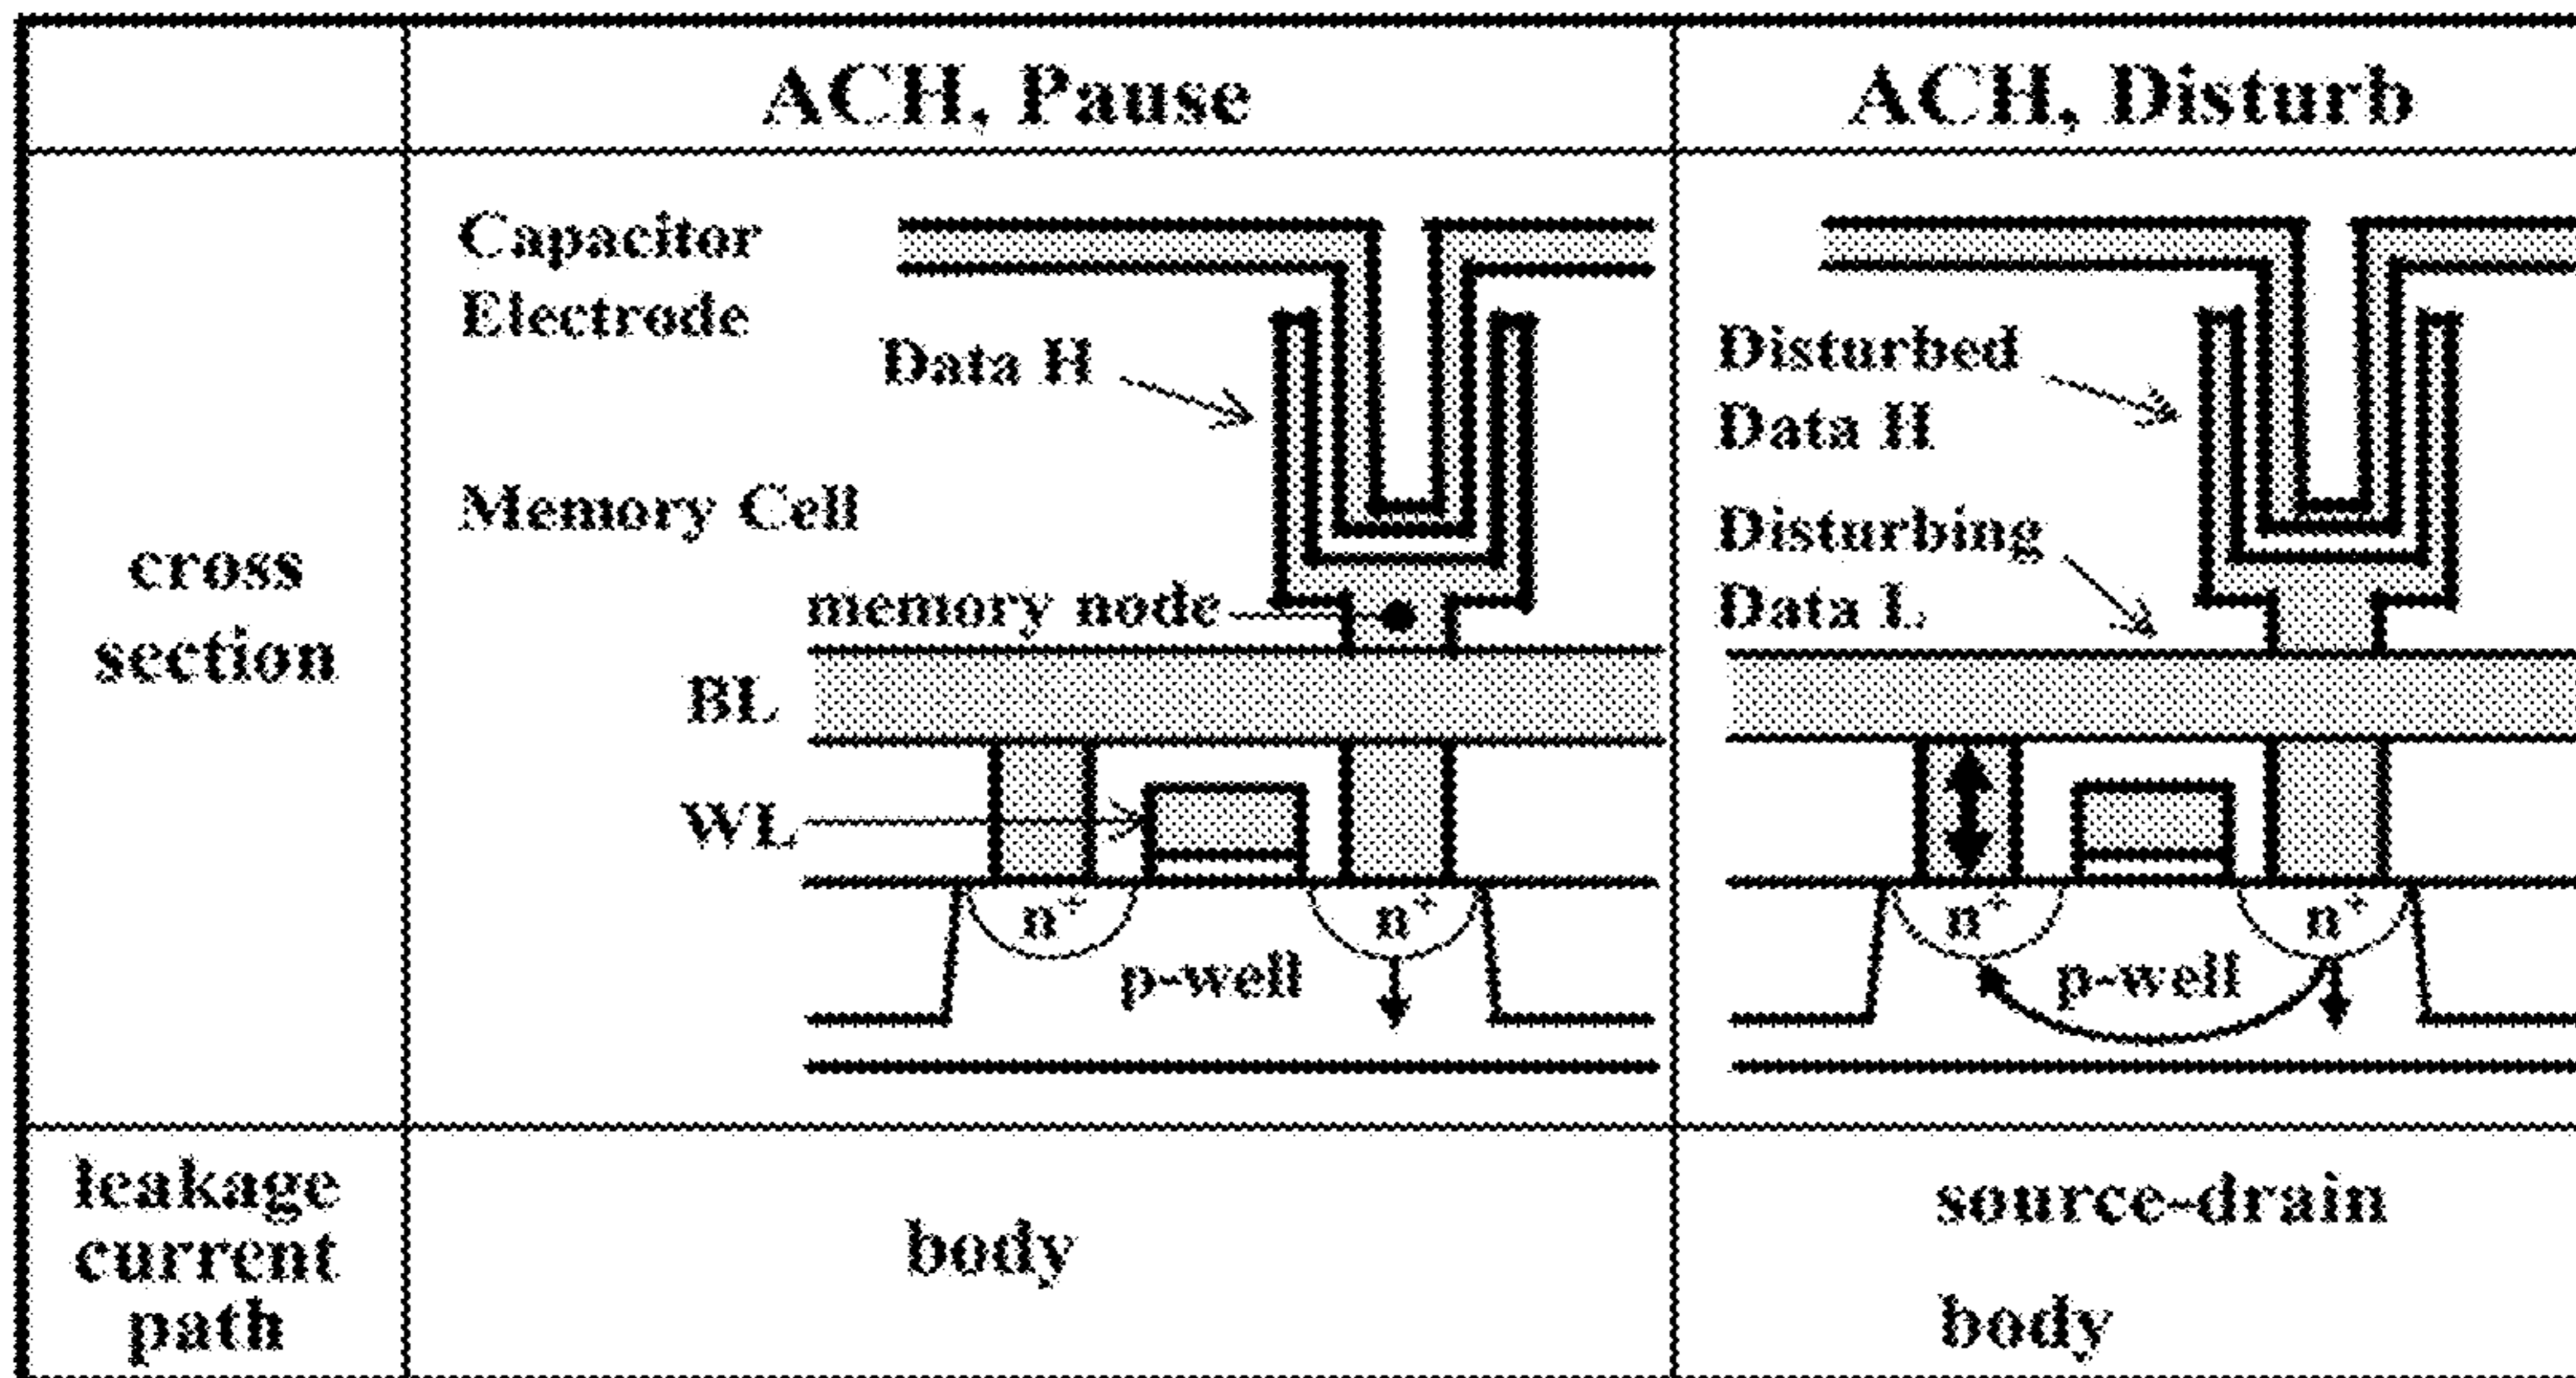 ACH, Pause
ACH, Disturb
cross
section
Capacitor
Electrode
Data H
Memory Cell
memory node
BL
WL
n+
n+
p-well
Disturbed
Data H
Disturbing
Data L
n+
n+
p-well
leakage
current
path
body
source-drain
body